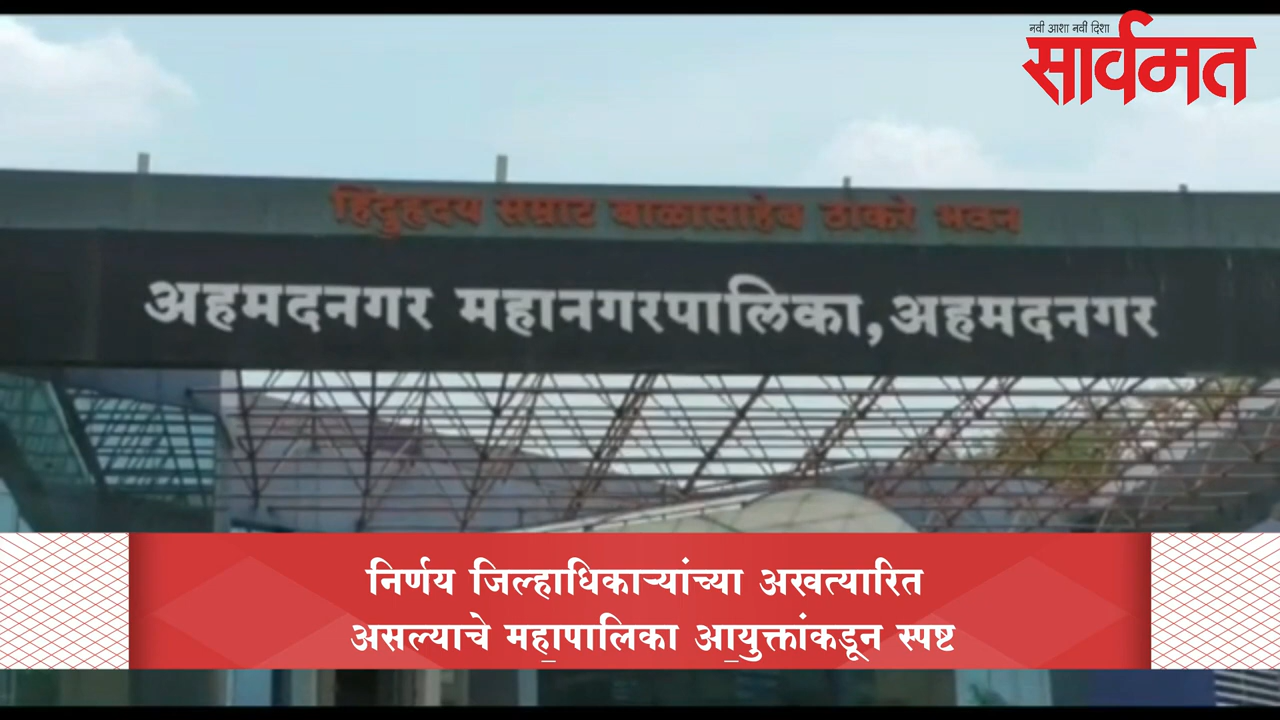 नवी आशा नवी दिशा
सार्वमत
हिंदुहृदय सम्राट बाळासाहेब ठाकरे भवन
अहमदनगर महानगरपालिका,अहमदनगर
निर्णय जिल्हाधिकाऱ्यांच्या अखत्यारित
असल्याचे महापालिका आयुक्तांकडून स्पष्ट